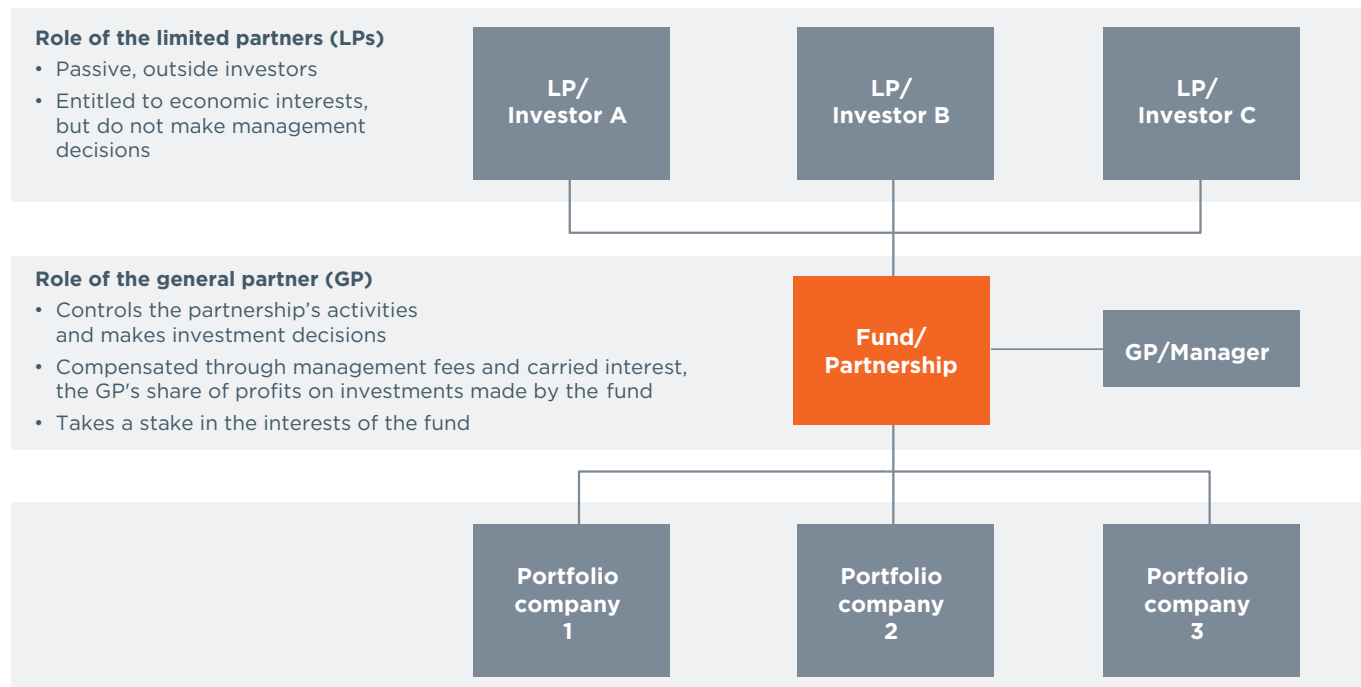 Role of the limited partners (LPs)
• Passive, outside investors
• Entitled to economic interests,
but do not make management
decisions
LP/
Investor A
LP/
Investor B
LP/
Investor C
Role of the general partner (GP)
• Controls the partnership’s activities
and makes investment decisions
• Compensated through management fees and carried interest,
the GP's share of profits on investments made by the fund
• Takes a stake in the interests of the fund
Fund/
Partnership
GP/Manager
Portfolio
company
1
Portfolio
company
2
Portfolio
company
3